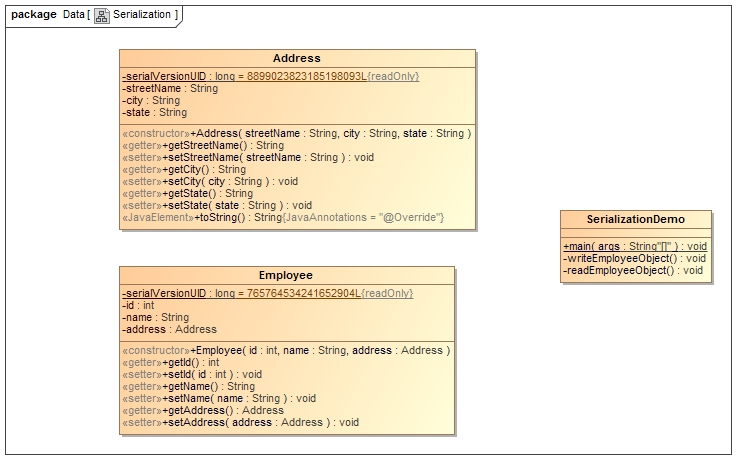 package Data [ Serialization ]
Address
-serialVersionUID : long = 8899023823185198093L{readOnly}
-streetName : String
-city : String
-state : String
«constructor»+Address( streetName : String, city : String, state : String )
«getter»+getStreetName() : String
«setter»+setStreetName( streetName : String ) : void
«getter»+getCity() : String
«setter»+setCity( city : String ) : void
«getter»+getState() : String
«setter»+setState( state : String ) : void
«JavaElement»+toString() : String{JavaAnnotations = "@Override"}
SerializationDemo
+main( args : String"[]" ) : void
-writeEmployeeObject() : void
-readEmployeeObject() : void
Employee
-serialVersionUID : long = 765764534241652904L{readOnly}
-id : int
-name : String
-address : Address
«constructor»+Employee( id : int, name : String, address : Address )
«getter»+getId() : int
«setter»+setId( id : int ) : void
«getter»+getName() : String
«setter»+setName( name : String ) : void
«getter»+getAddress() : Address
«setter»+setAddress( address : Address ) : void